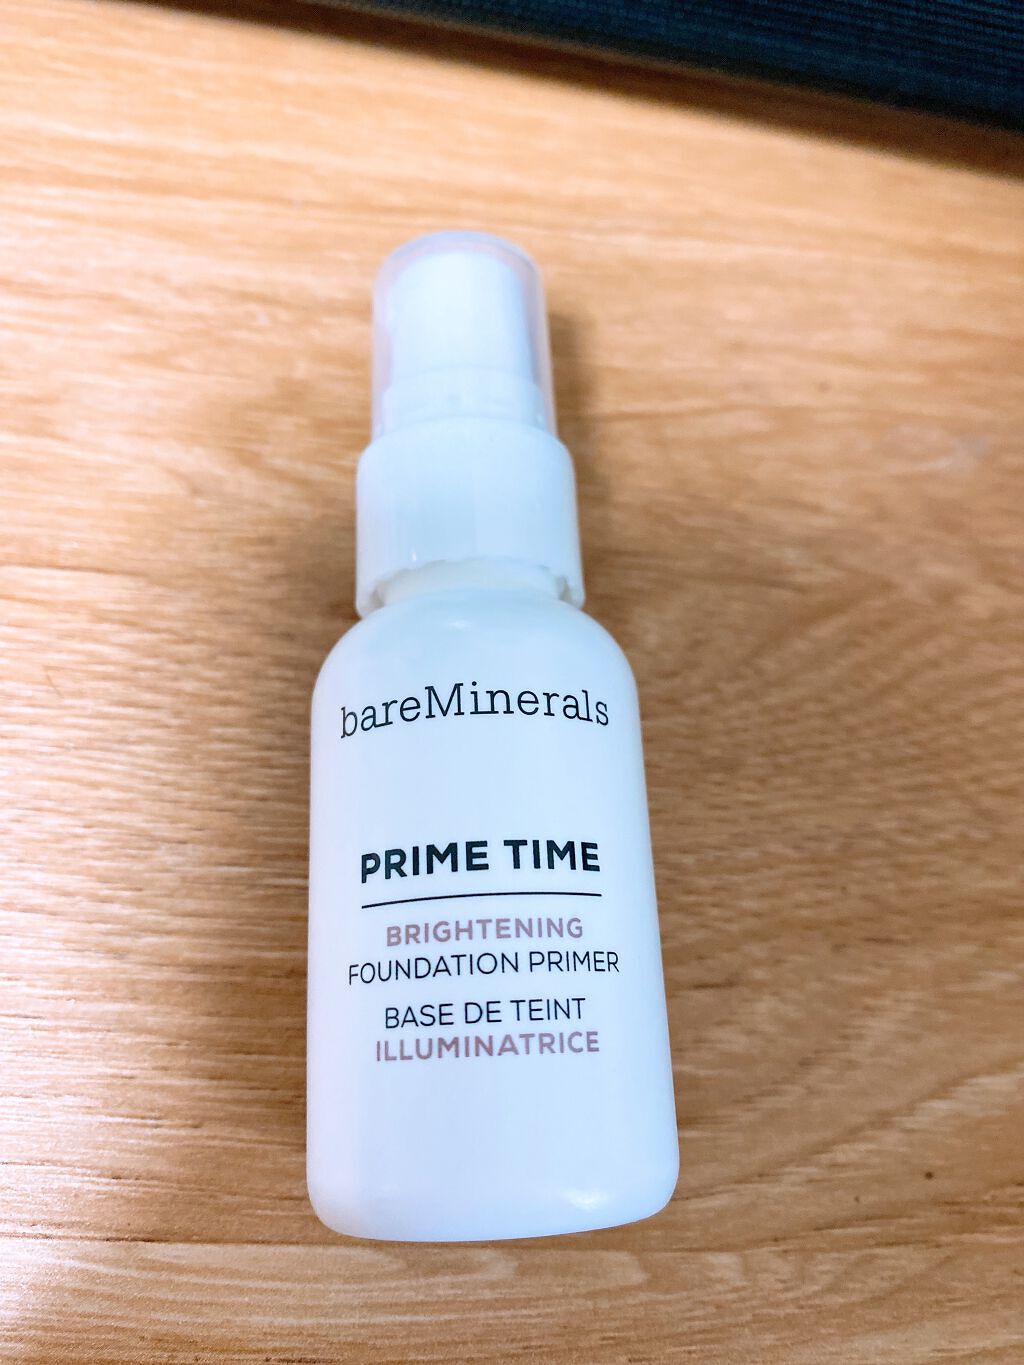 bareMinerals
PRIME TIME
BRIGHTENING
FOUNDATION PRIMER
BASE DE TEINT
ILLUMINATRICE